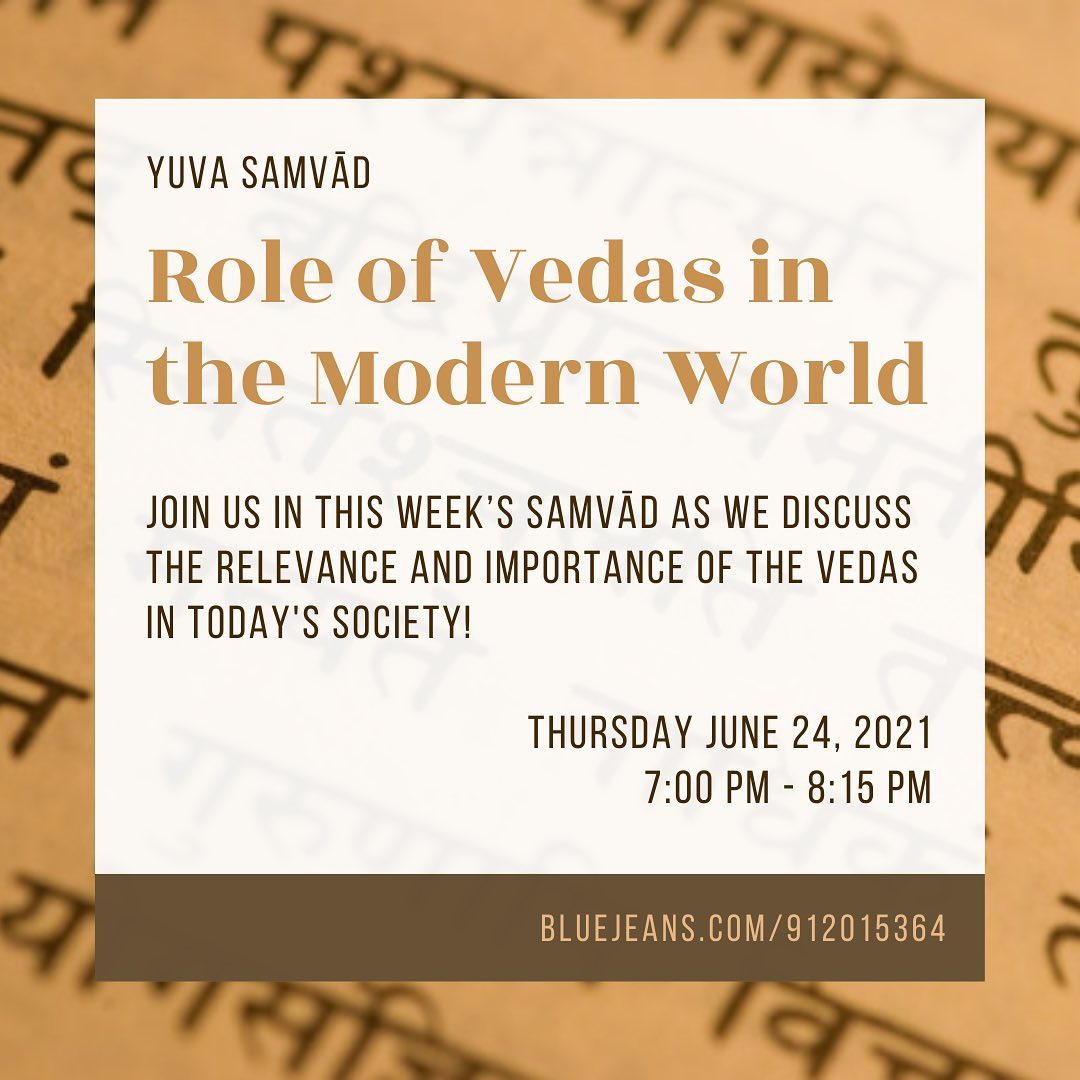 YUVA SAMVĀD
Role of Vedas in
the Modern World
JOIN US IN THIS WEEK’S SAMVĀD AS WE DISCUSS
THE RELEVANCE AND IMPORTANCE OF THE VEDAS
IN TODAY'S SOCIETY!
THURSDAY JUNE 24, 2021
7:00 PM - 8:15 PM
BLUEJEANS.COM/912015364